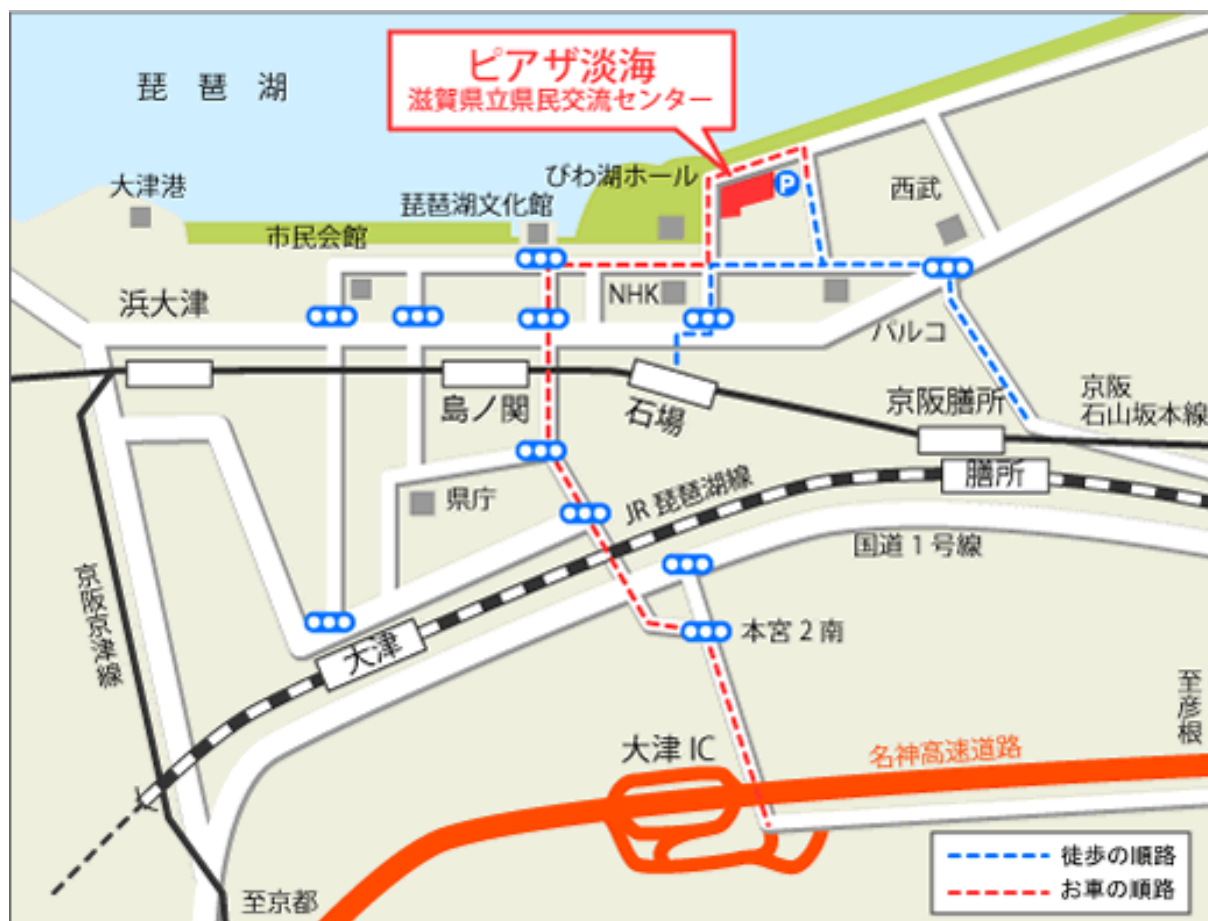 ピアザ淡海
滋賀県立県民交流センター
琵琶湖
びわ湖ホール
P
大津港
西武
琵琶湖文化館
市民会館
NHK
浜大津
パルコ
島ノ関
石場
京阪膳所
京阪
石山坂本線
膳所
県庁
JR琵琶湖線
国道1号線
京阪京津線
大津
本宮2南
至彦根
大津IC
名神高速道路
至京都
徒歩の順路
お車の順路